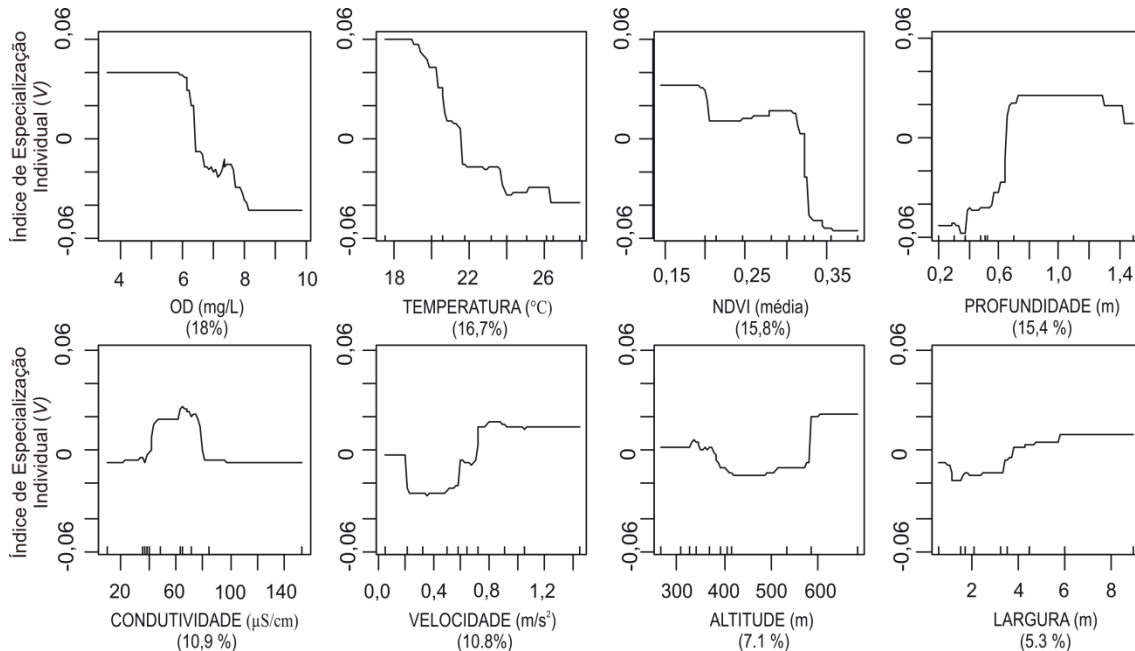 Índice de Especialização
Individual (V)
0,06
0
-0,06
4 6 8 10
OD (mg/L)
(18%)
0,06
0
-0,06
18 22 26
TEMPERATURA (°C)
(16,7%)
0,06
0
-0,06
0,15 0,25 0,35
NDVI (média)
(15,8%)
0,06
0
-0,06
0,2 0,6 1,0 1,4
PROFUNDIDADE (m)
(15,4 %)
Índice de Especialização
Individual (V)
0,06
0
-0,06
20 60 100 140
CONDUTIVIDADE (µS/cm)
(10,9 %)
0,06
0
-0,06
0,0 0,4 0,8 1,2
VELOCIDADE (m/s²)
(10.8%)
0,06
0
-0,06
300 400 500 600
ALTITUDE (m)
(7.1 %)
0,06
0
-0,06
2 4 6 8
LARGURA (m)
(5.3 %)